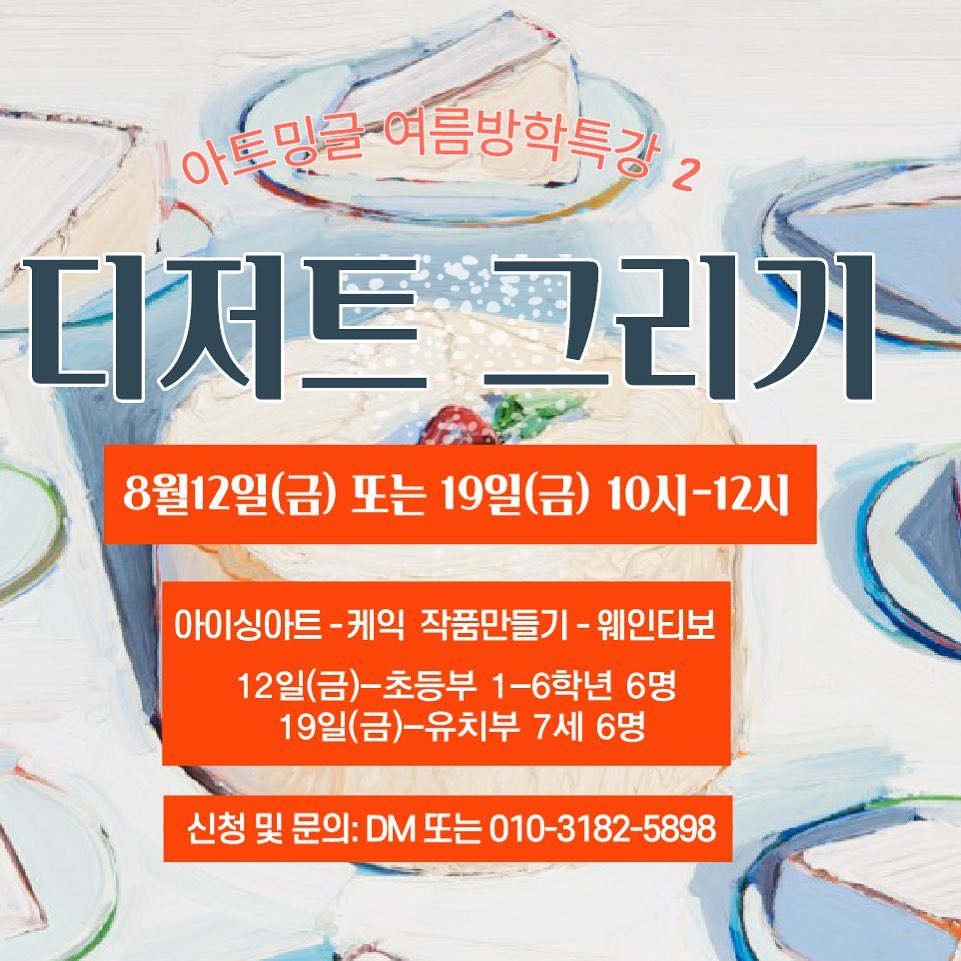 아트밍글 여름방학특강 2
디저트 그리기
8월12일(금) 또는 19일(금) 10시-12시
아이싱아트 - 케익 작품만들기 - 웨인티보
12일(금)-초등부 1-6학년 6명
19일(금)-유치부 7세 6명
신청 및 문의: DM 또는 010-3182-5898